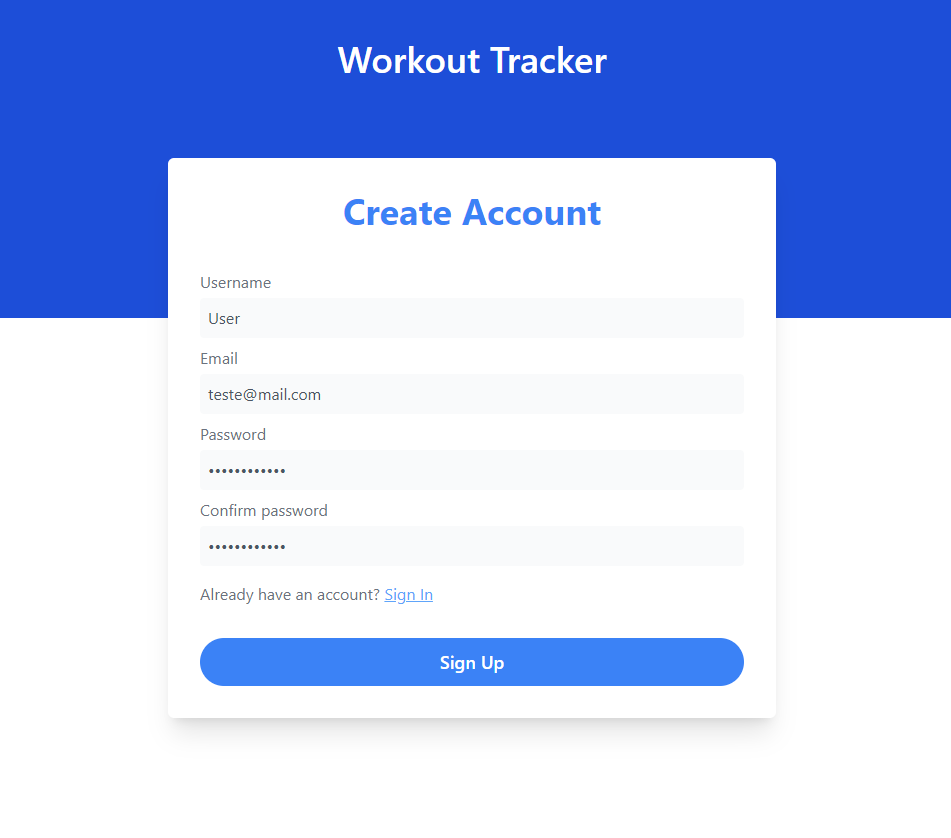 Workout Tracker
Create Account
Username
User
Email
teste@mail.com
Password
••••••••••••
Confirm password
••••••••••••
Already have an account? Sign In
Sign Up